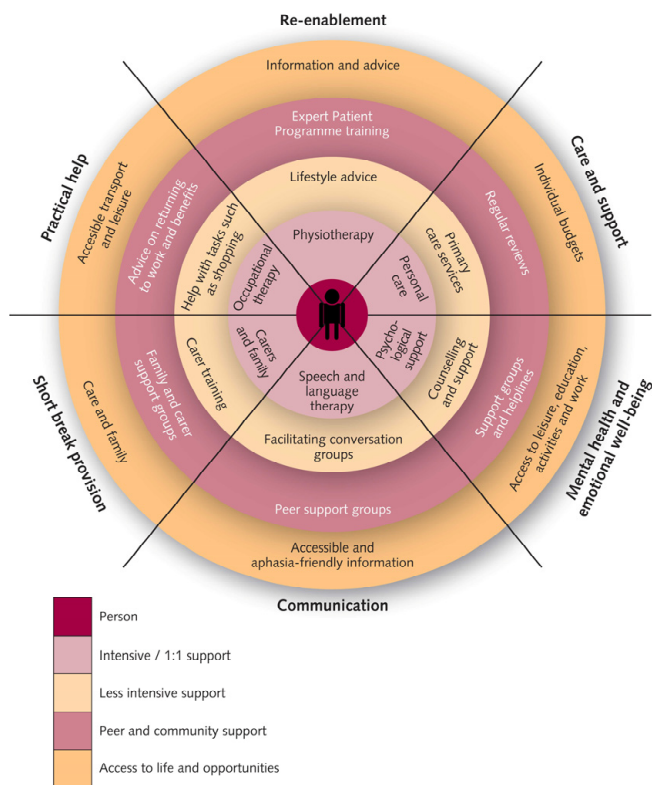 Re-enablement
Information and advice
Expert Patient
Programme training
Lifestyle advice
Physiotherapy
Care and support
Individual budgets
Regular reviews
Primary
care services
Personal
care
Mental health and
emotional well-being
Access to leisure, education,
activities and work
Support groups
and helplines
Counselling
and support
Psycho-
logical
support
Communication
Speech and
language
therapy
Facilitating conversation
groups
Peer support groups
Accessible and
aphasia-friendly information
Short break provision
Care and family
Family and carer
support groups
Carer training
Carers
and family
Practical help
Accesible transport
and leisure
Advice on returning
to work and benefits
Help with tasks such
as shopping
Occupational
therapy
Person
Intensive / 1:1 support
Less intensive support
Peer and community support
Access to life and opportunities